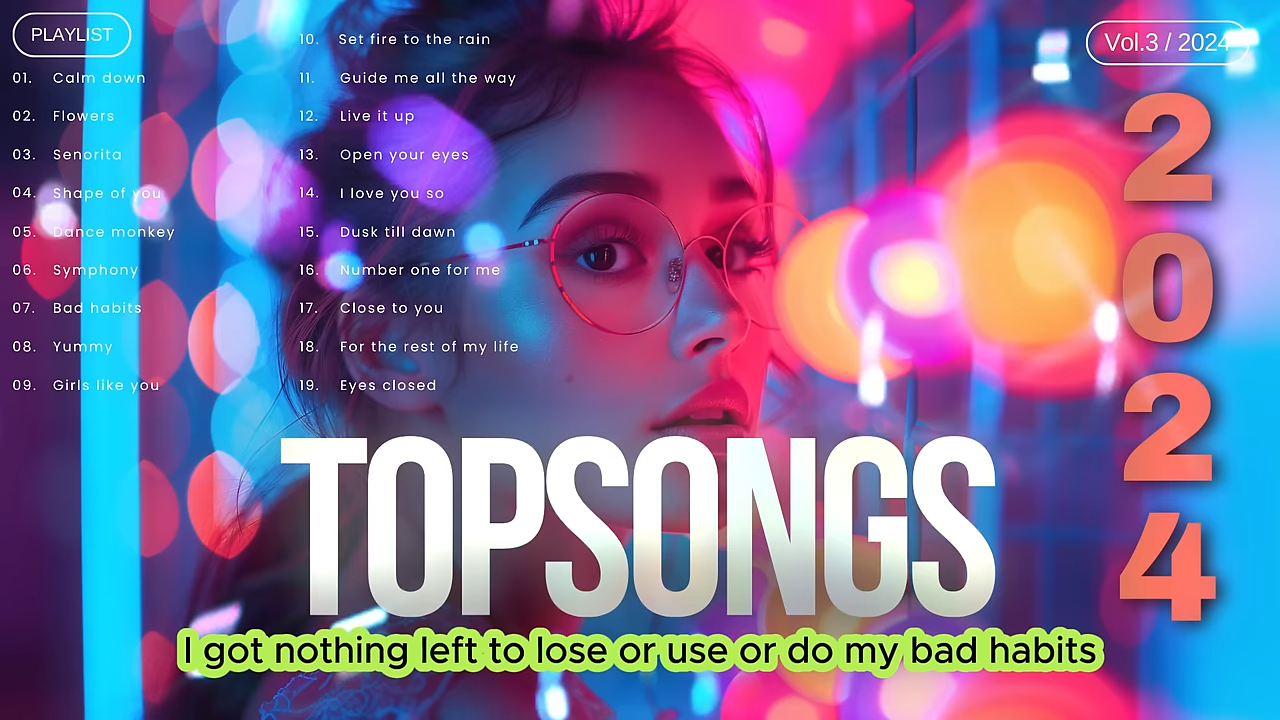 PLAYLIST
01. Calm down
02. Flowers
03. Senorita
04. Shape of you
05. Dance monkey
06. Symphony
07. Bad habits
08. Yummy
09. Girls like you
10. Set fire to the rain
11. Guide me all the way
12. Live it up
13. Open your eyes
14. I love you so
15. Dusk till dawn
16. Number one for me
17. Close to you
18. For the rest of my life
19. Eyes closed
Vol.3 / 2024
2024
TOPSONGS
I got nothing left to lose or use or do my bad habits